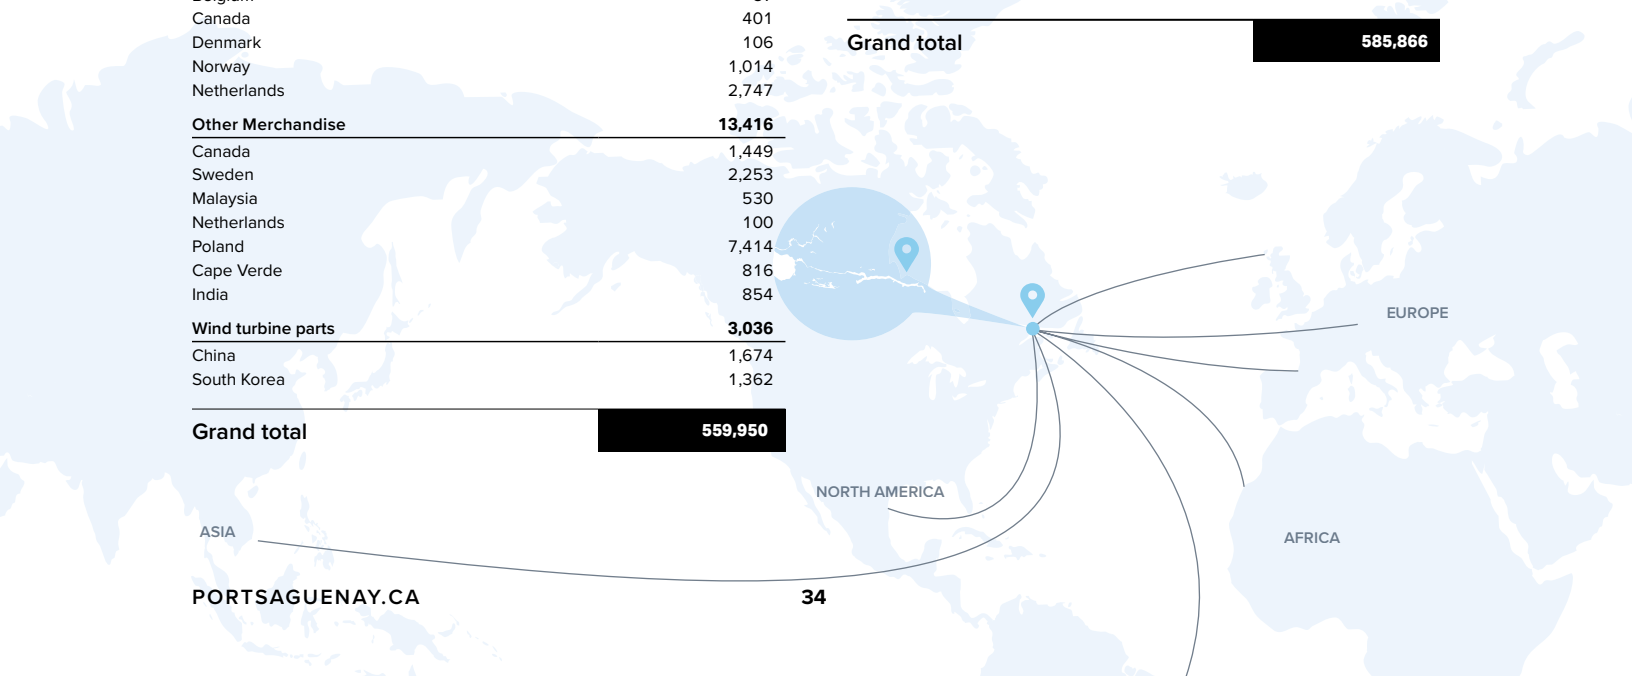 Canada 401
Denmark 106
Norway 1,014
Netherlands 2,747
Other Merchandise 13,416
Canada 1,449
Sweden 2,253
Malaysia 530
Netherlands 100
Poland 7,414
Cape Verde 816
India 854
Wind turbine parts 3,036
China 1,674
South Korea 1,362
Grand total 559,950
Grand total 585,866
EUROPE
NORTH AMERICA
ASIA
AFRICA
PORTSAGUENAY.CA 34